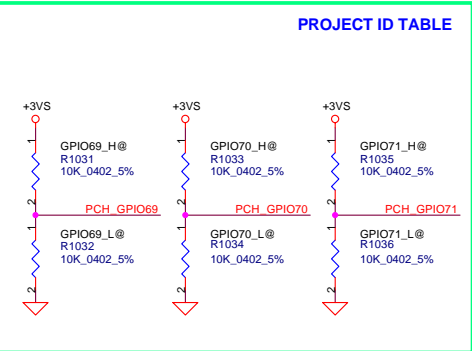 PROJECT ID TABLE
+3VS
+3VS
+3VS
1
GPIO69_H@
R1031
10K_0402_5%
2
1
GPIO70_H@
R1033
10K_0402_5%
2
1
GPIO71_H@
R1035
10K_0402_5%
2
PCH_GPIO69
PCH_GPIO70
PCH_GPIO71
1
GPIO69_L@
R1032
10K_0402_5%
2
1
GPIO70_L@
R1034
10K_0402_5%
2
1
GPIO71_L@
R1036
10K_0402_5%
2